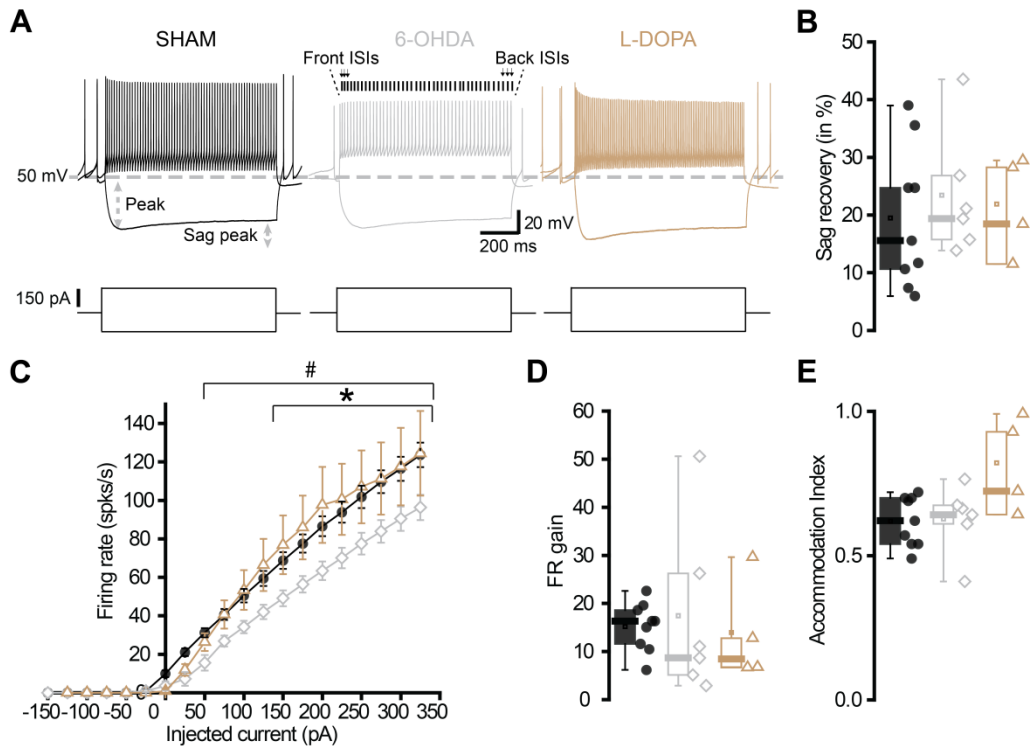 A
SHAM
6-OHDA
L-DOPA
Front ISIs
Back ISIs
50 mV
Peak
Sag peak
20 mV
200 ms
150 pA
B
Sag recovery (in %)
50
40
30
20
10
0
C
#
*
Firing rate (spks/s)
140
120
100
80
60
40
20
0
-150 -100 -50 0 50 100 150 200 250 300 350
Injected current (pA)
D
FR gain
60
50
40
30
20
10
0
E
Accommodation Index
1.0
0.5
0.0